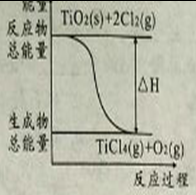 能量
反应物
总能量
TiO₂(s)+2Cl₂(g)
ΔH
生成物
总能量
TiCl₄(g)+O₂(g)
反应过程